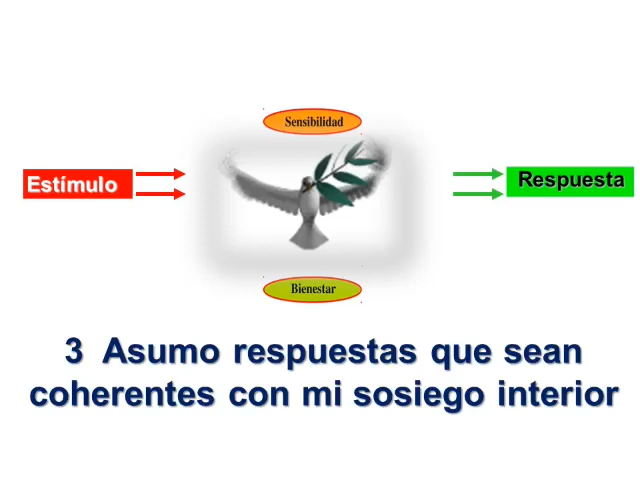 Sensibilidad
Estímulo
Respuesta
Bienestar
3 Asumo respuestas que sean
coherentes con mi sosiego interior